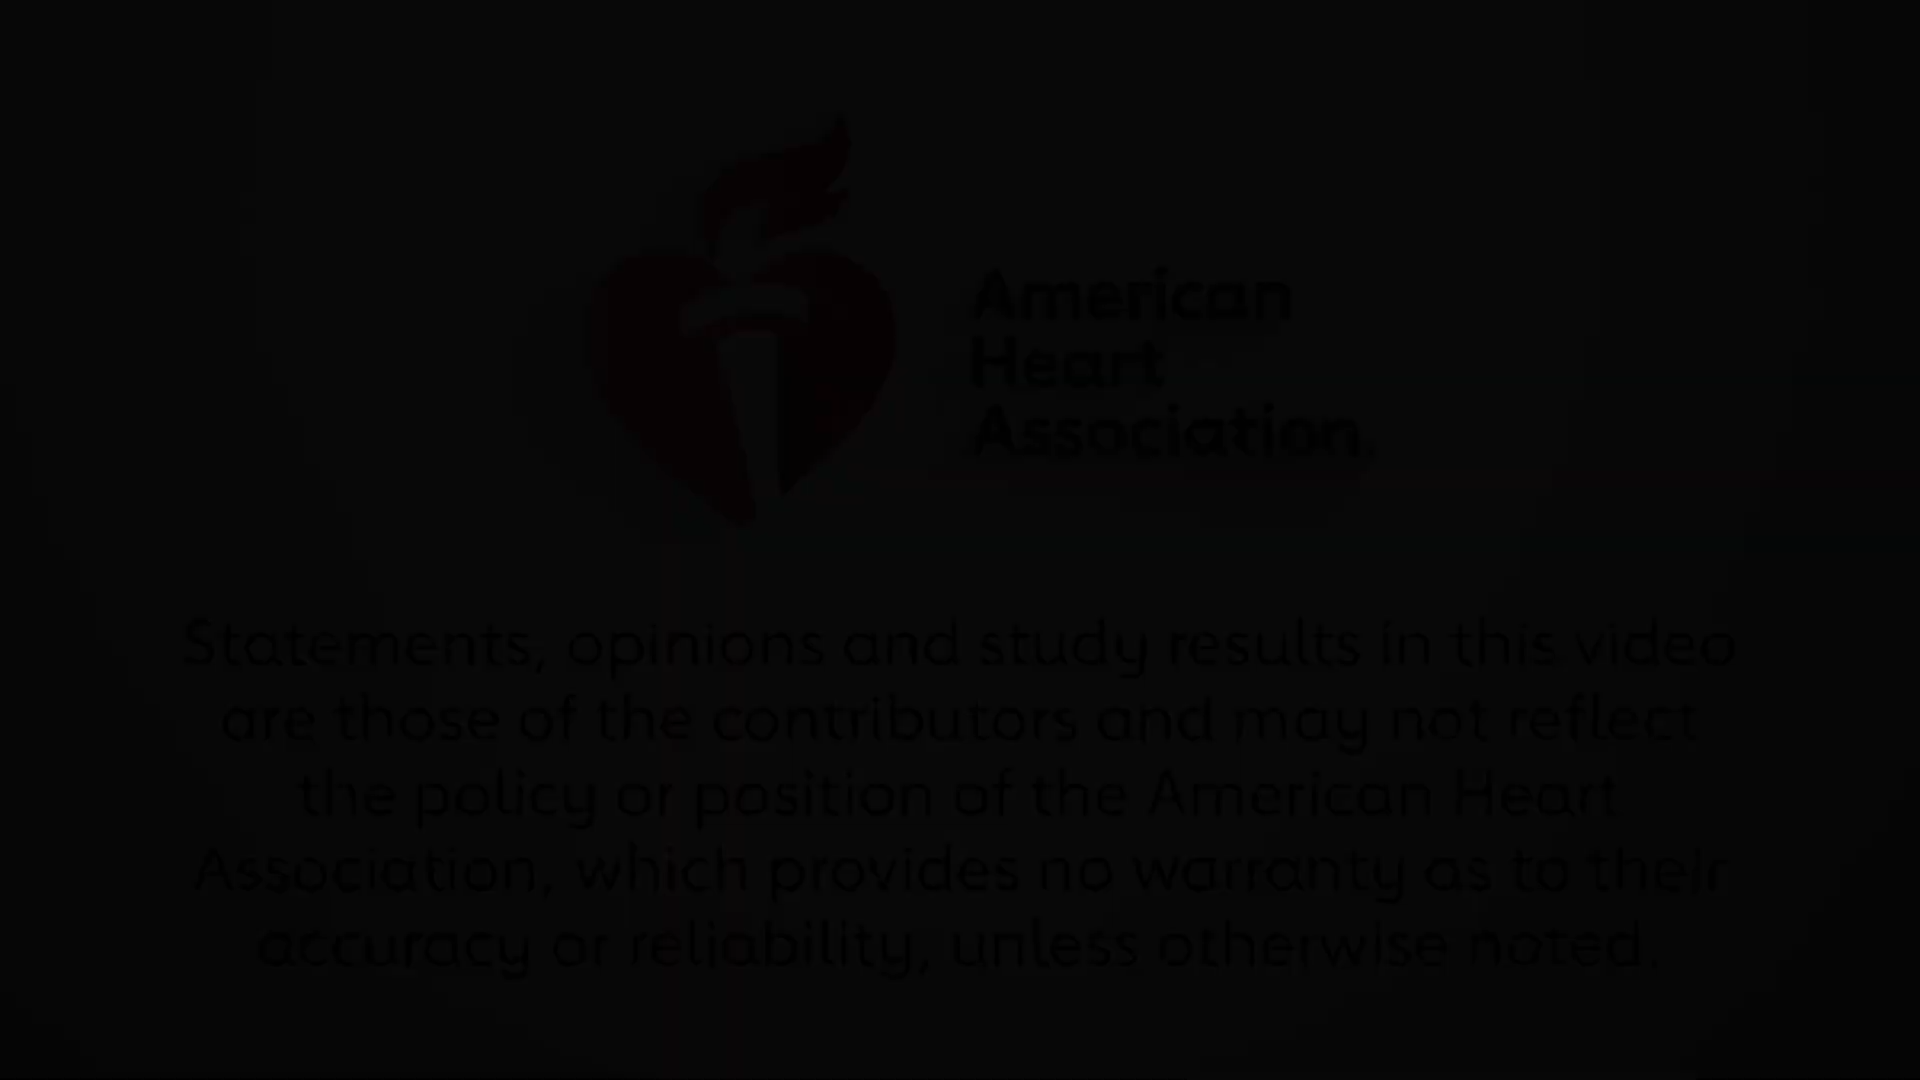 American
Heart
Association.
Statements, opinions and study results in this video
are those of the contributors and may not reflect
the policy or position of the American Heart
Association, which provides no warranty as to their
accuracy or reliability, unless otherwise noted.